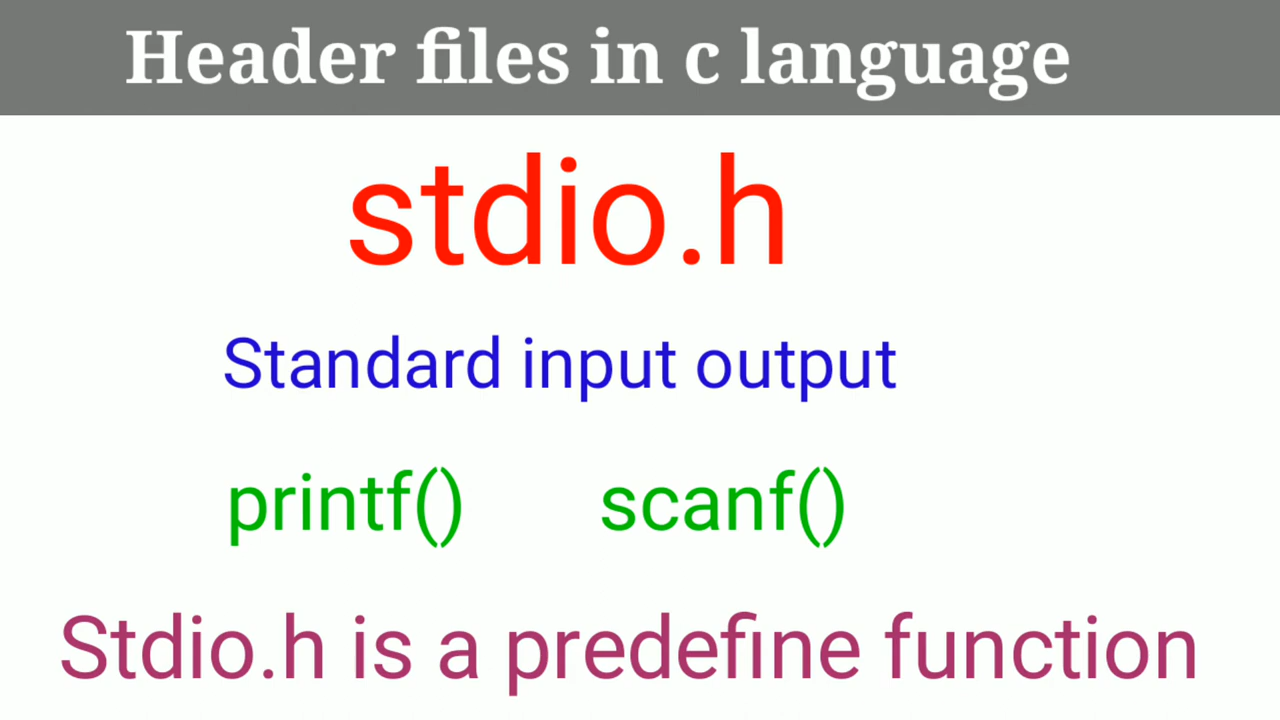 Header files in c language
stdio.h
Standard input output
printf() scanf()
Stdio.h is a predefine function